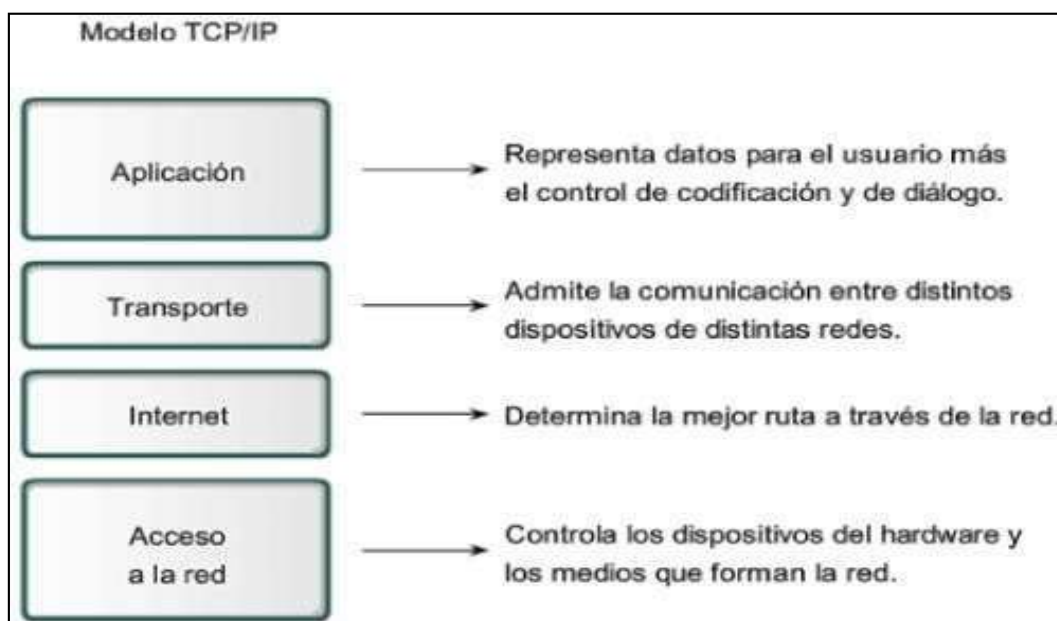 Modelo TCP/IP
Aplicación
Representa datos para el usuario más
el control de codificación y de diálogo.
Transporte
Admite la comunicación entre distintos
dispositivos de distintas redes.
Internet
Determina la mejor ruta a través de la red.
Acceso
a la red
Controla los dispositivos del hardware y
los medios que forman la red.